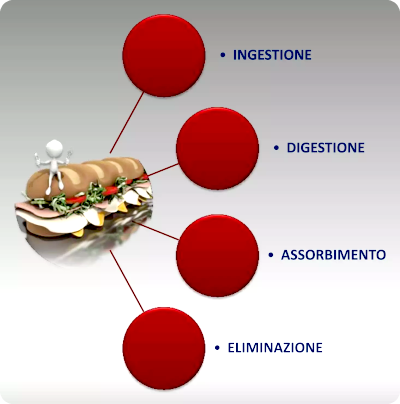 • INGESTIONE
• DIGESTIONE
• ASSORBIMENTO
• ELIMINAZIONE